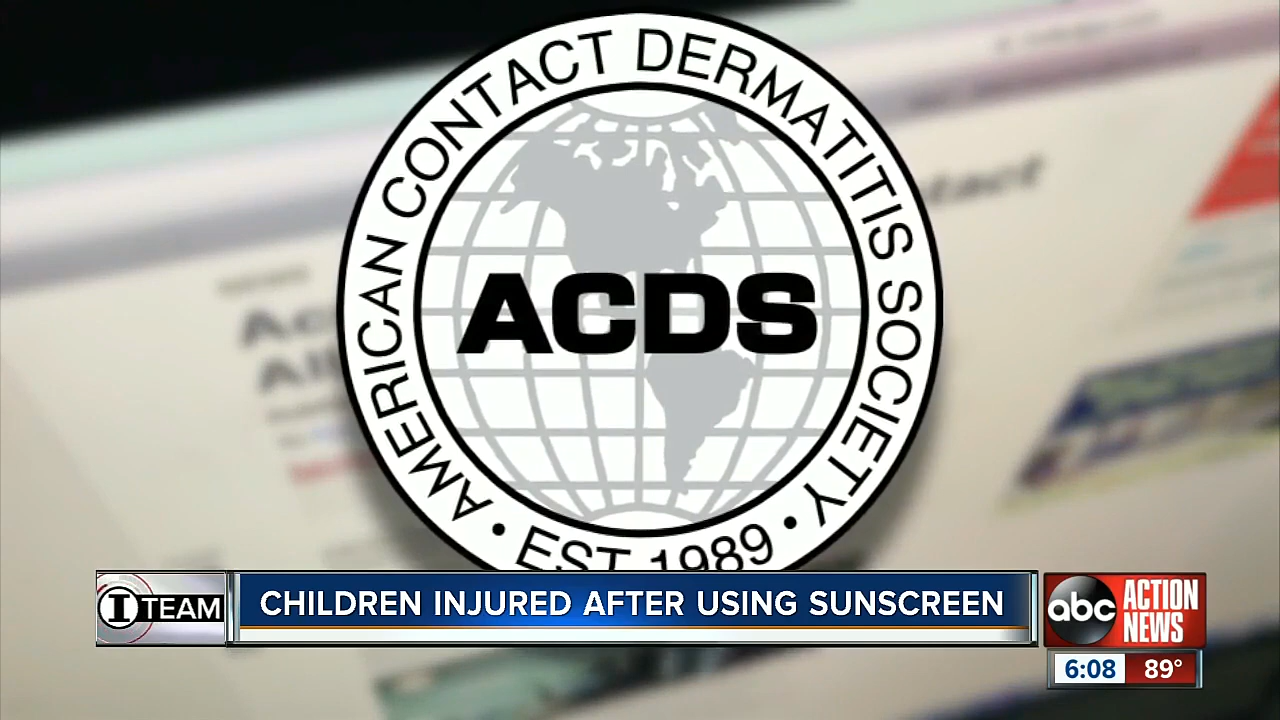 AMERICAN CONTACT DERMATITIS SOCIETY
ACDS
EST 1989
I TEAM
CHILDREN INJURED AFTER USING SUNSCREEN
abc ACTION NEWS
6:08 89°